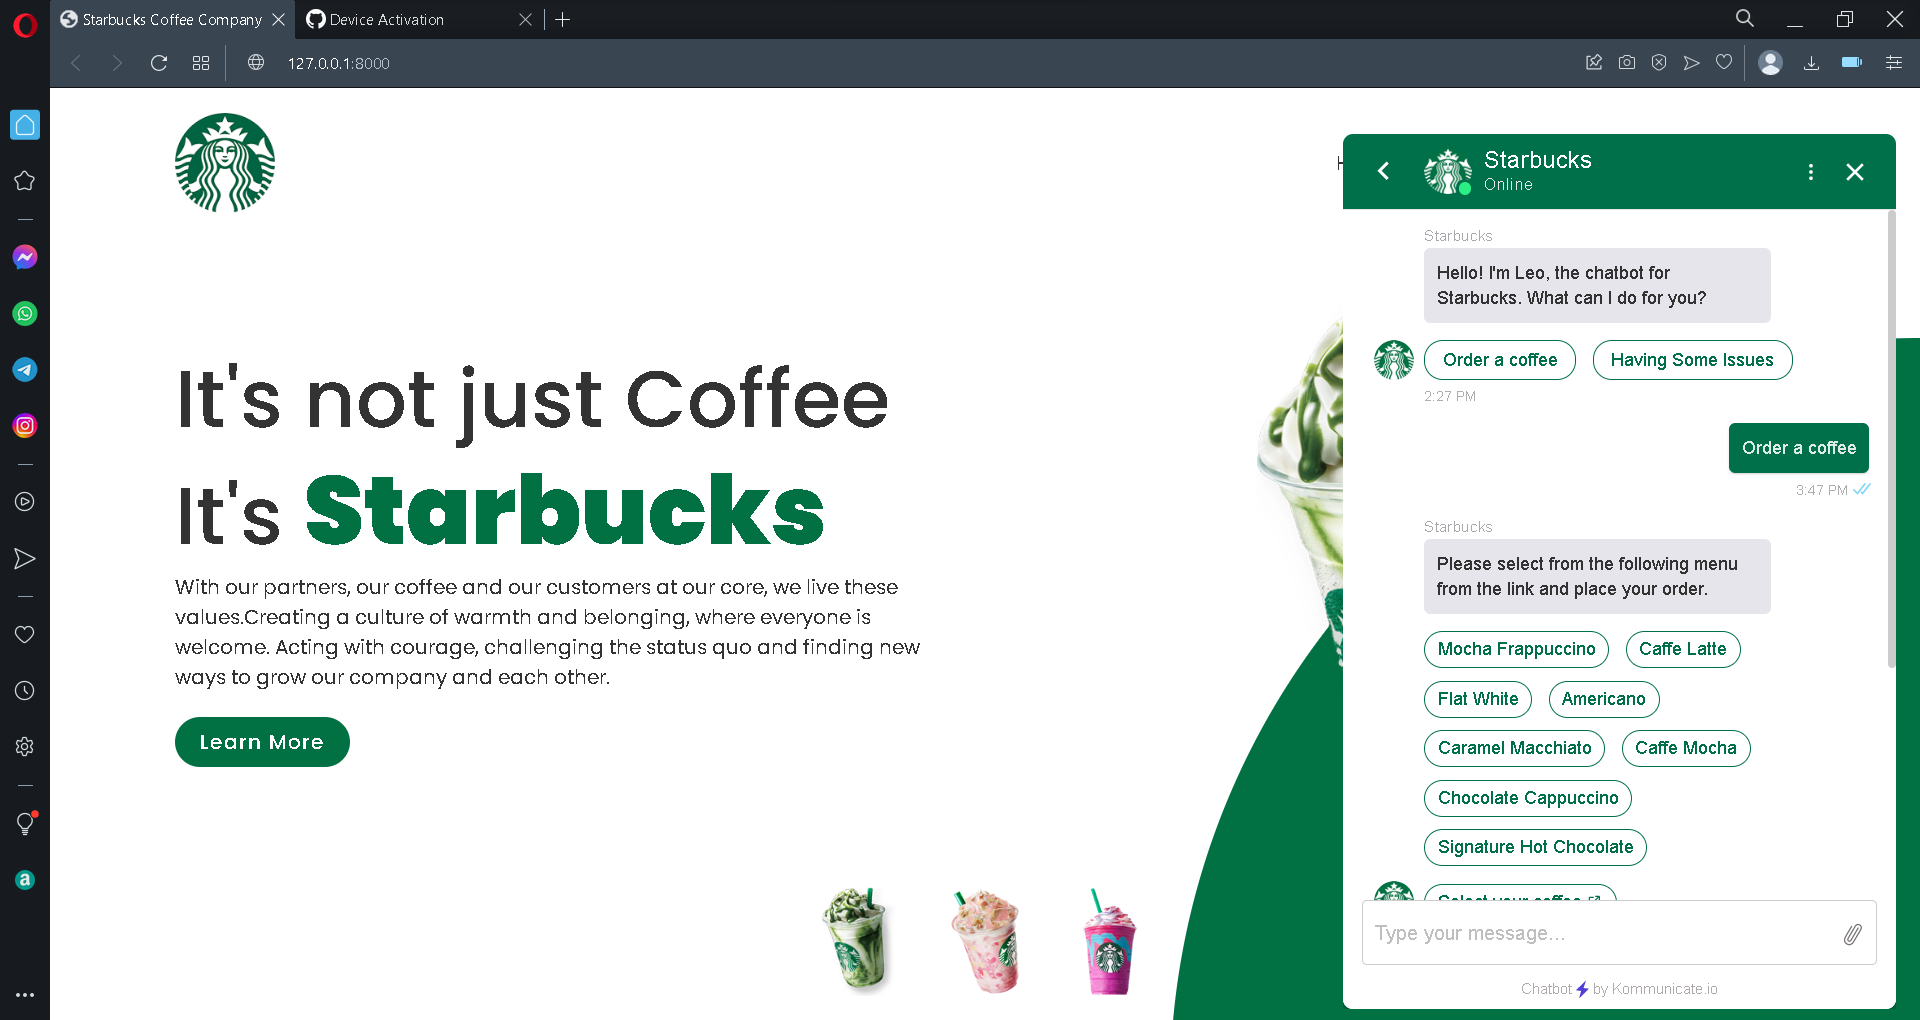 Starbucks Coffee Company
Device Activation
127.0.0.1:8000
It's not just Coffee
It's Starbucks
With our partners, our coffee and our customers at our core, we live these
values.Creating a culture of warmth and belonging, where everyone is
welcome. Acting with courage, challenging the status quo and finding new
ways to grow our company and each other.
Learn More
Starbucks
Online
Starbucks
Hello! I'm Leo, the chatbot for
Starbucks. What can I do for you?
Order a coffee Having Some Issues
2:27 PM
Order a coffee
3:47 PM
Starbucks
Please select from the following menu
from the link and place your order.
Mocha Frappuccino Caffe Latte
Flat White Americano
Caramel Macchiato Caffe Mocha
Chocolate Cappuccino
Signature Hot Chocolate
Select your coffee
Type your message...
Chatbot by Kommunicate.io
a